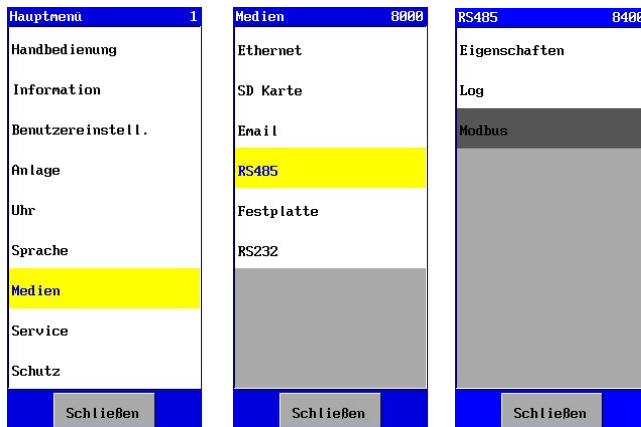 Hauptmenü 1
Handbedienung
Information
Benutzereinstell.
Anlage
Uhr
Sprache
Medien
Service
Schutz
Schließen
Medien 8000
Ethernet
SD Karte
Email
RS485
Festplatte
RS232
Schließen
RS485 8400
Eigenschaften
Log
Modbus
Schließen